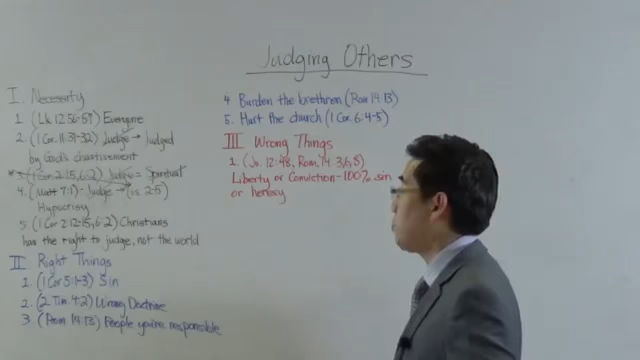 Judging Others
I. Necessity
1. (Lk. 12:56-57) Everyone
2. (1 Cor. 11:31-32) Judge → Judged
by God's chastisement
*3. (1 Cor 2:15, 6:2) Judge = Spiritual
4. (Matt 7:1) - Judge → (vs. 2-5)
Hypocrisy
5. (1 Cor 2:12-15, 6:2) Christians
has the right to judge, not the world
II Right Things
1. (1 Cor 5:1-3) Sin
2. (2 Tim 4:2) Wrong Doctrine
3. (Rom 14:13) People you're responsible
4. Burden the brethren (Rom 14:13)
5. Hurt the church (1 Cor. 6:4-5)
III Wrong Things
1. (Jo. 12:48, Rom. 14:3,6,8)
Liberty or Conviction - 100% sin
or heresy